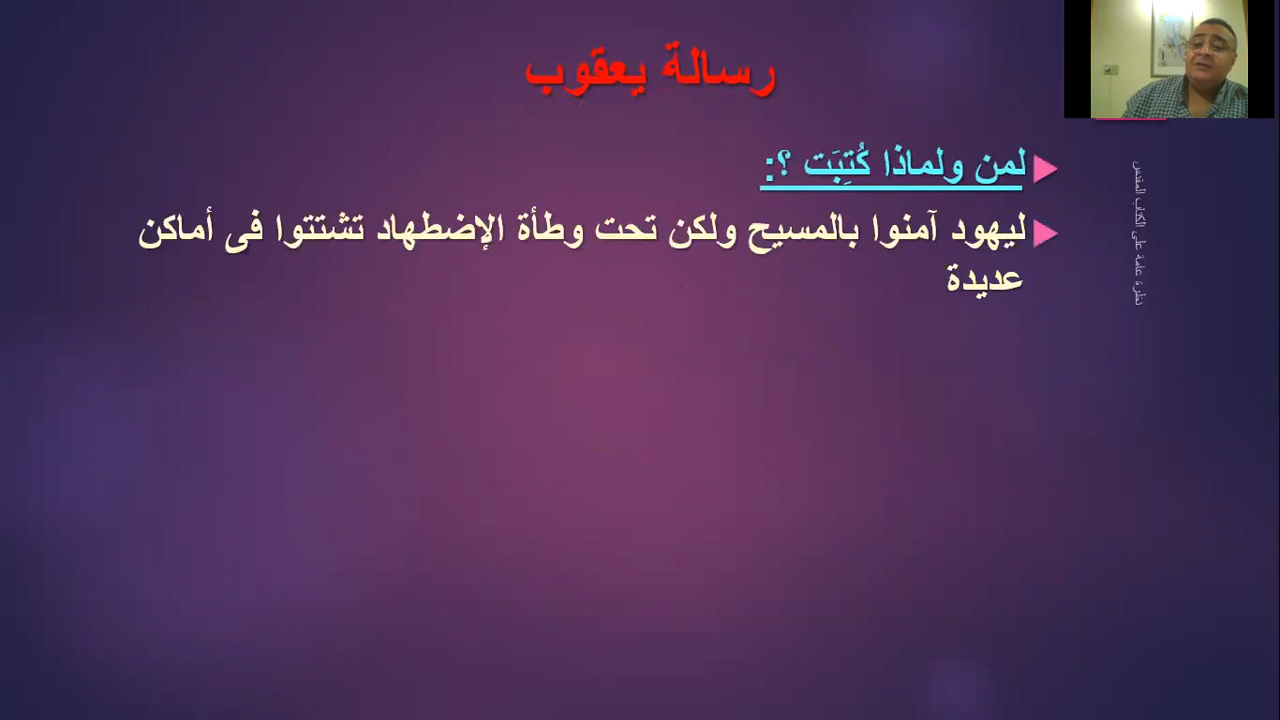 رسالة يعقوب
لمن ولماذا كُتِبَت ؟:
ليهود آمنوا بالمسيح ولكن تحت وطأة الإضطهاد تشتتوا فى أماكن
عديدة
نظرة عامة على الكتاب المقدس